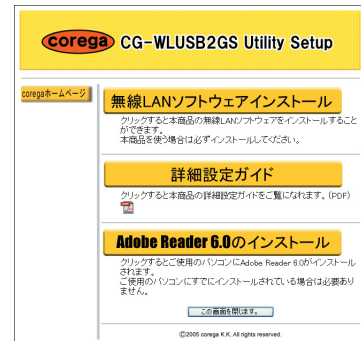 corega CG-WLUSB2GS Utility Setup
coregaホームページ
無線LANソフトウェアインストール
クリックすると本商品の無線LANソフトウェアをインストールすること
ができます。
本商品を使う場合は必ずインストールしてください。
詳細設定ガイド
クリックすると本商品の詳細設定ガイドをご覧になれます。(PDF)
Adobe Reader 6.0のインストール
クリックするとご使用のパソコンにAdobe Reader 6.0がインストール
されます。
ご使用のパソコンにすでにインストールされている場合は必要あり
ません。
この画面を閉じます。
©2005 corega K.K. All rights reserved.